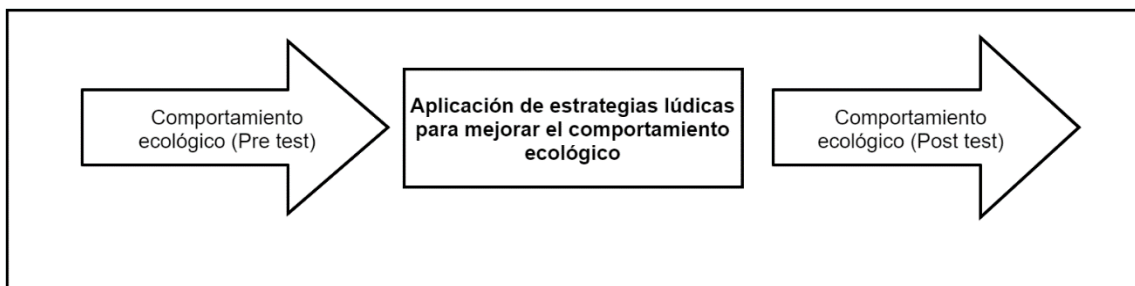 Comportamiento
ecológico (Pre test)
Aplicación de estrategias lúdicas
para mejorar el comportamiento
ecológico
Comportamiento
ecológico (Post test)